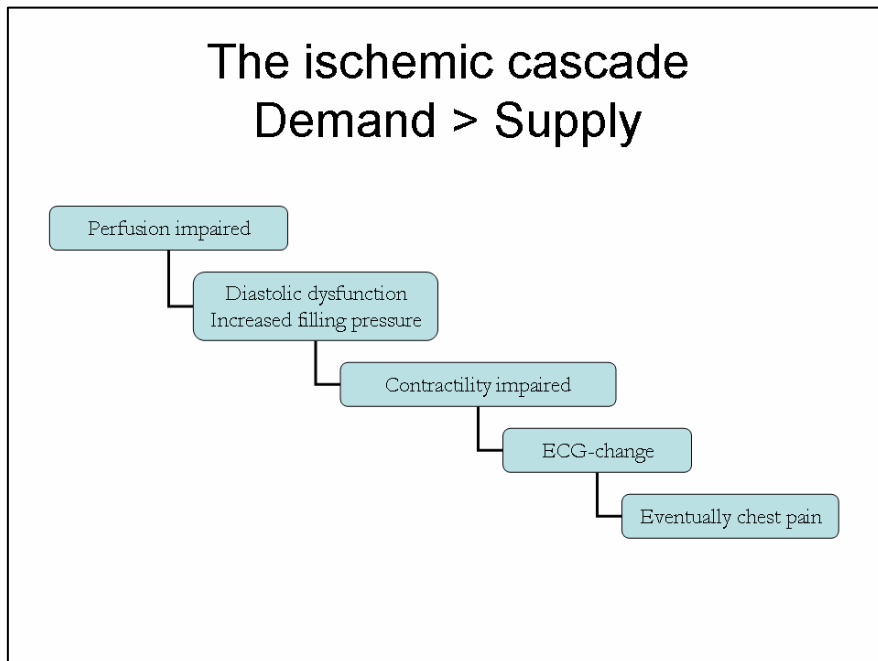 The ischemic cascade
Demand > Supply
Perfusion impaired
Diastolic dysfunction
Increased filling pressure
Contractility impaired
ECG-change
Eventually chest pain